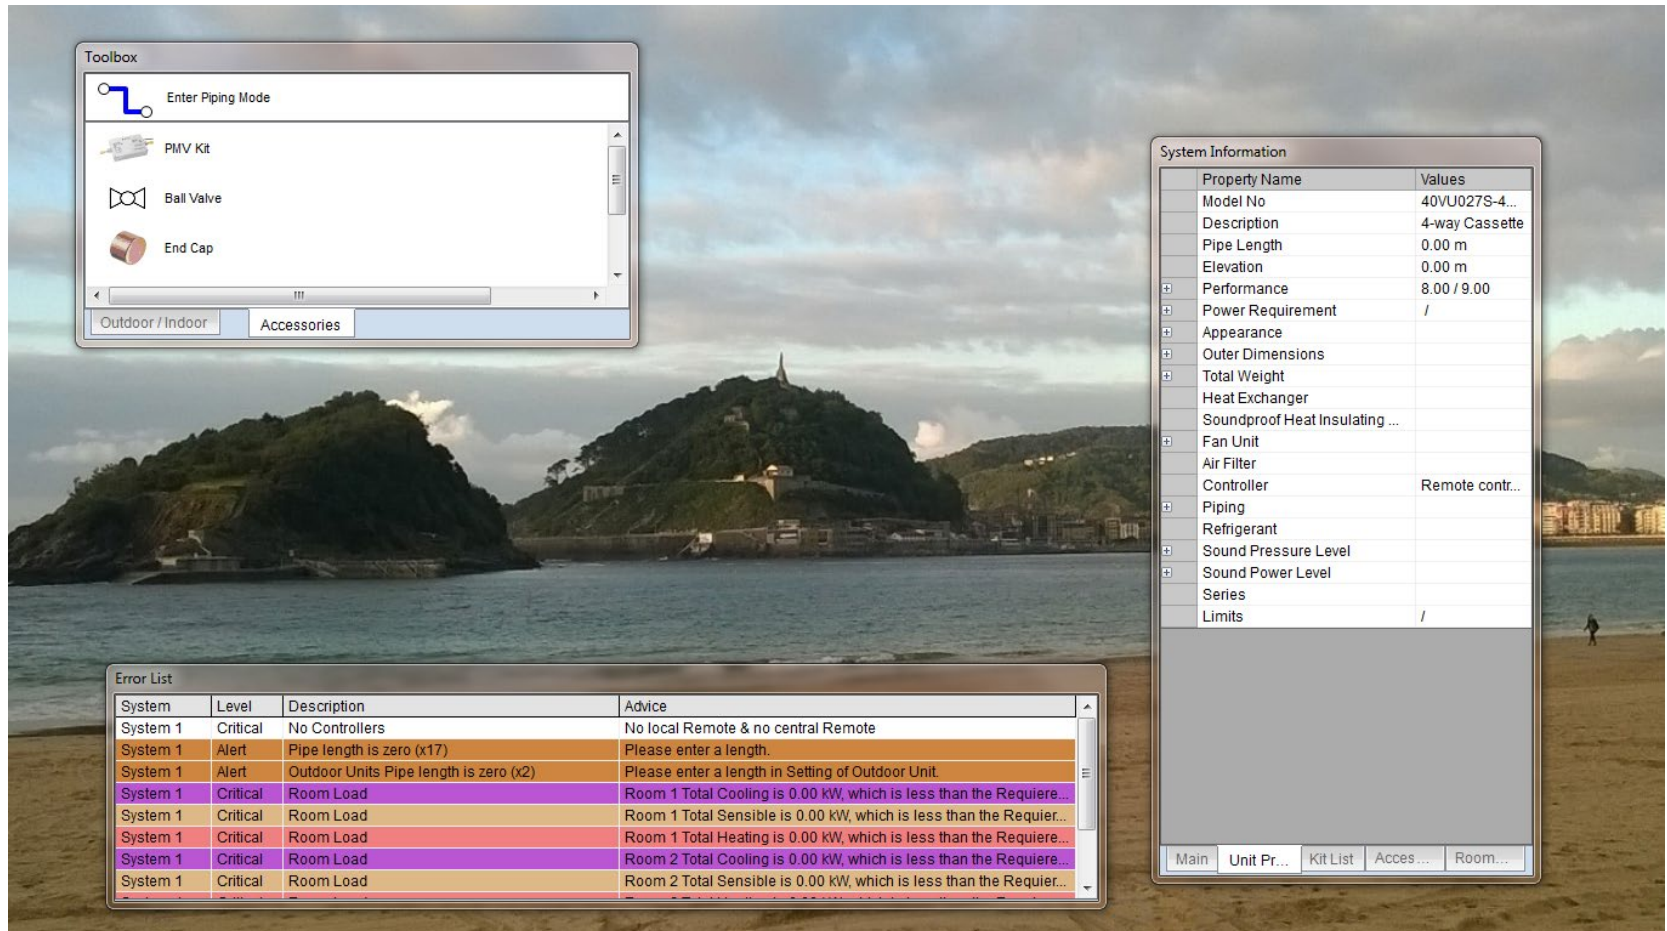 Toolbox
Enter Piping Mode
PMV Kit
Ball Valve
End Cap
Outdoor / Indoor
Accessories
System Information
Property Name Values
Model No 40VU027S-4...
Description 4-way Cassette
Pipe Length 0.00 m
Elevation 0.00 m
Performance 8.00 / 9.00
Power Requirement /
Appearance
Outer Dimensions
Total Weight
Heat Exchanger
Soundproof Heat Insulating ...
Fan Unit
Air Filter
Controller Remote contr...
Piping
Refrigerant
Sound Pressure Level
Sound Power Level
Series
Limits /
Main Unit Pr... Kit List Acces... Room...
Error List
System Level Description Advice
System 1 Critical No Controllers No local Remote & no central Remote
System 1 Alert Pipe length is zero (x17) Please enter a length.
System 1 Alert Outdoor Units Pipe length is zero (x2) Please enter a length in Setting of Outdoor Unit.
System 1 Critical Room Load Room 1 Total Cooling is 0.00 kW, which is less than the Requiere...
System 1 Critical Room Load Room 1 Total Sensible is 0.00 kW, which is less than the Requier...
System 1 Critical Room Load Room 1 Total Heating is 0.00 kW, which is less than the Requiere...
System 1 Critical Room Load Room 2 Total Cooling is 0.00 kW, which is less than the Requiere...
System 1 Critical Room Load Room 2 Total Sensible is 0.00 kW, which is less than the Requier...